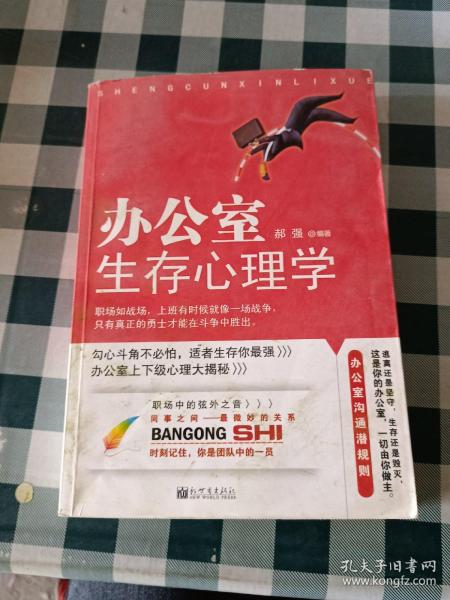 SHENGCUNXINLIXUE
办公室
郝强◎编著
生存心理学
职场如战场，上班有时候就像一场战争，
只有真正的勇士才能在斗争中胜出。
勾心斗角不必怕，适者生存你最强〉〉〉
办公室上下级心理大揭秘〉〉〉
逃离还是坚守，生存还是毁灭，
这是你的办公室，一切由你做主。
办公室沟通潜规则
职场中的弦外之音〉〉〉
同事之间——最微妙的关系
BANGONG SHI
时刻记住，你是团队中的一员
新世界出版社
孔夫子旧书网
www.kongfz.com